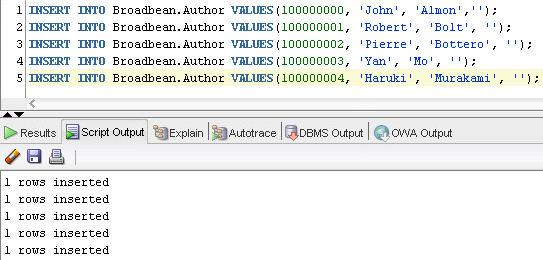 1 INSERT INTO Broadbean.Author VALUES(100000000, 'John', 'Almon','');
2 INSERT INTO Broadbean.Author VALUES(100000001, 'Robert', 'Bolt', '');
3 INSERT INTO Broadbean.Author VALUES(100000002, 'Pierre', 'Bottero', '');
4 INSERT INTO Broadbean.Author VALUES(100000003, 'Yan', 'Mo', '');
5 INSERT INTO Broadbean.Author VALUES(100000004, 'Haruki', 'Murakami', '');
Results Script Output Explain Autotrace DBMS Output OWA Output
1 rows inserted
1 rows inserted
1 rows inserted
1 rows inserted
1 rows inserted